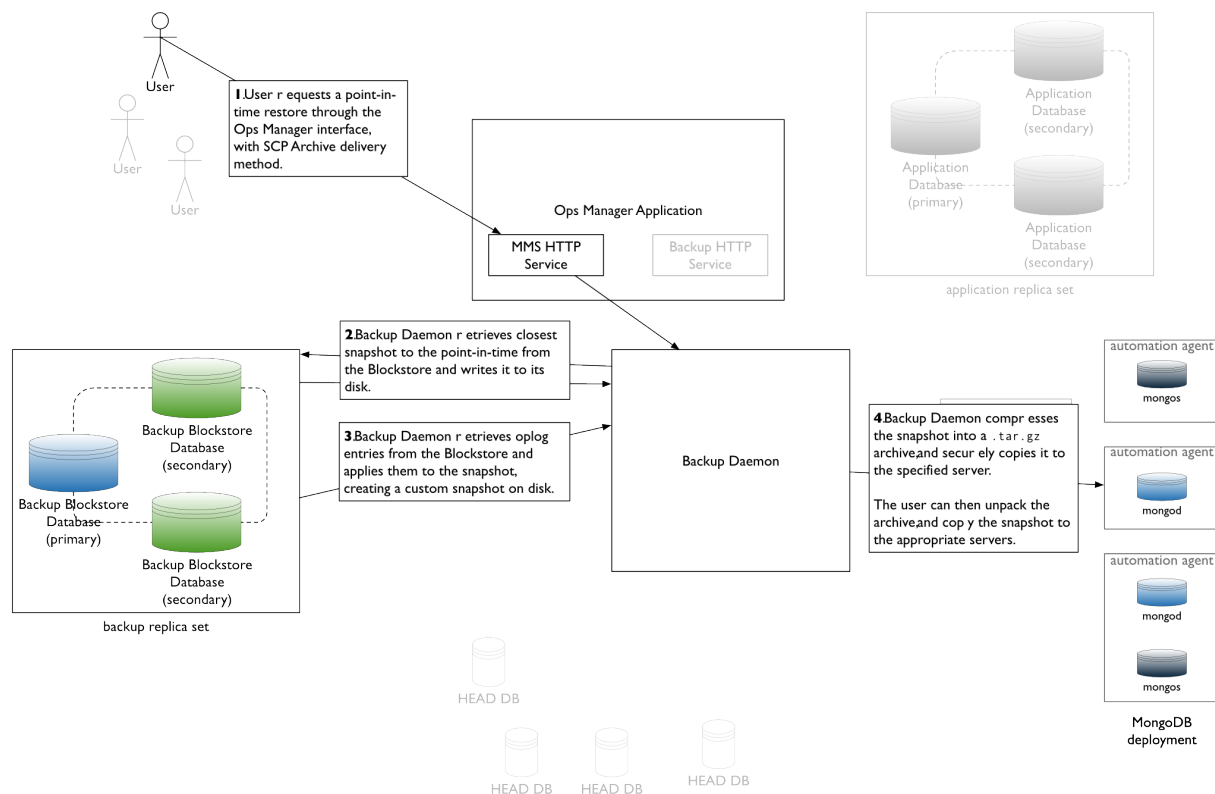 User
User
User
1.User r equests a point-in-
time restore through the
Ops Manager interface,
with SCP Archive delivery
method.
Ops Manager Application
MMS HTTP
Service
Backup HTTP
Service
Application
Database
(secondary)
Application
Database
(primary)
Application
Database
(secondary)
application replica set
2.Backup Daemon r etrieves closest
snapshot to the point-in-time from
the Blockstore and writes it to its
disk.
3.Backup Daemon r etrieves oplog
entries from the Blockstore and
applies them to the snapshot,
creating a custom snapshot on disk.
Backup Blockstore
Database
(secondary)
Backup Blockstore
Database
(primary)
Backup Blockstore
Database
(secondary)
backup replica set
Backup Daemon
4.Backup Daemon compr esses
the snapshot into a .tar.gz
archive,and secur ely copies it to
the specified server.
The user can then unpack the
archive,and cop y the snapshot to
the appropriate servers.
automation agent
mongos
automation agent
mongod
automation agent
mongod
mongos
MongoDB
deployment
HEAD DB
HEAD DB
HEAD DB
HEAD DB